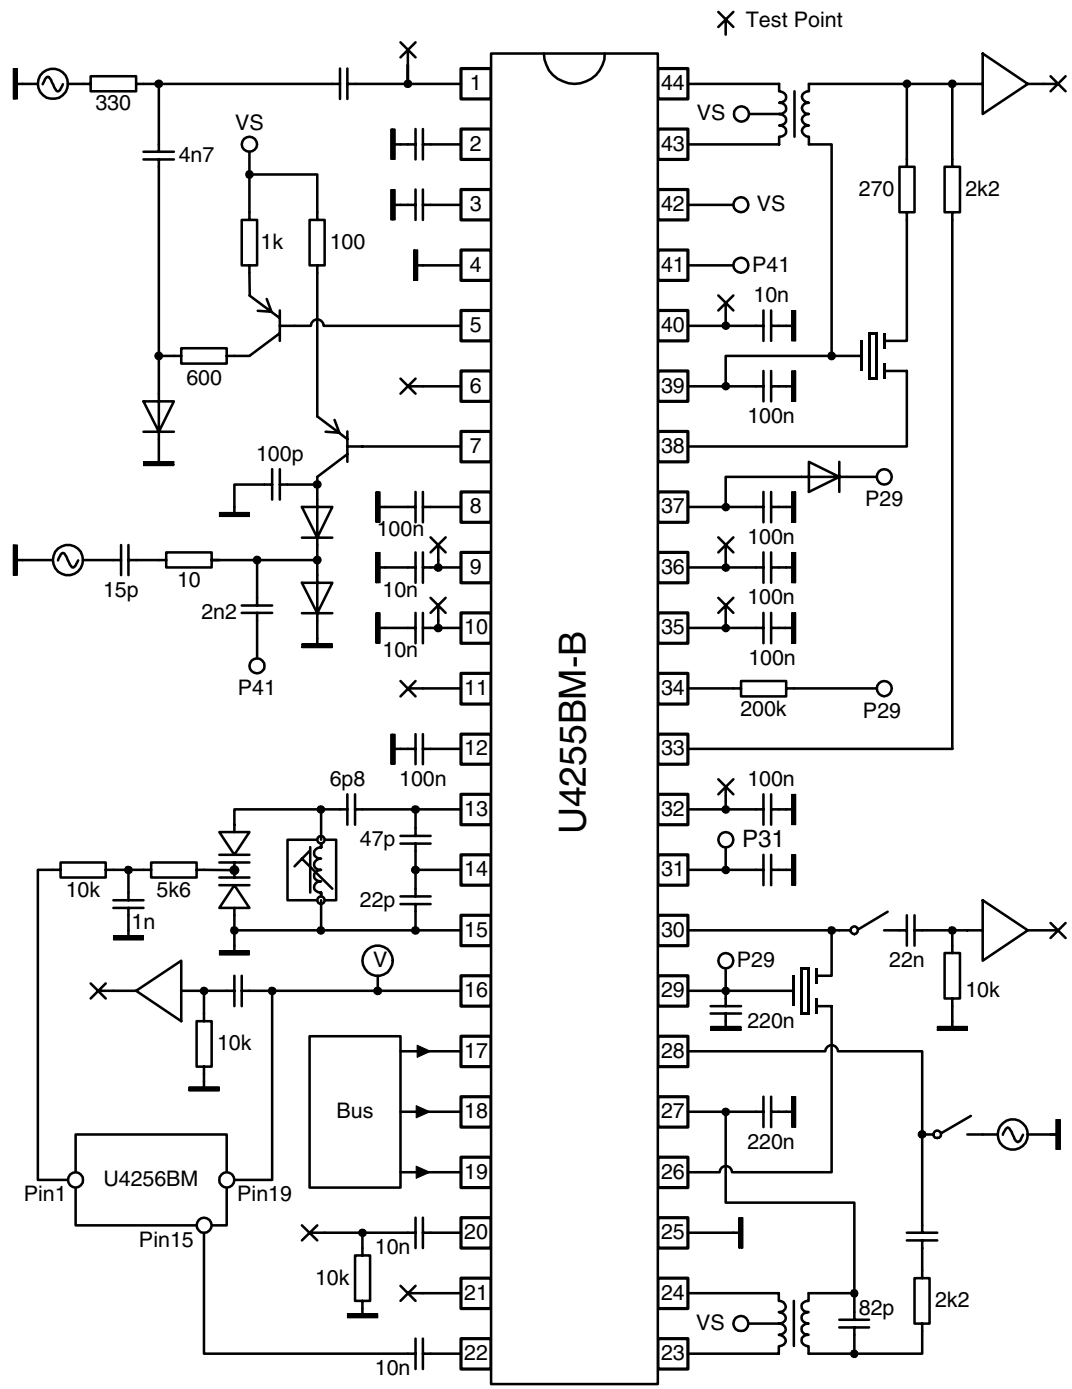 Test Point
330
4n7
VS
1k
100
600
100p
100n
15p
10
2n2
10n
10n
P41
100n
6p8
47p
22p
10k
5k6
1n
V
10k
Bus
U4256BM
Pin1
Pin19
Pin15
10n
10k
10n
1
2
3
4
5
6
7
8
9
10
11
12
13
14
15
16
17
18
19
20
21
22
U4255BM-B
44
43
42
41
40
39
38
37
36
35
34
33
32
31
30
29
28
27
26
25
24
23
VS
270
2k2
VS
P41
10n
100n
P29
100n
100n
100n
200k
P29
100n
P31
22n
10k
P29
220n
220n
VS
82p
2k2